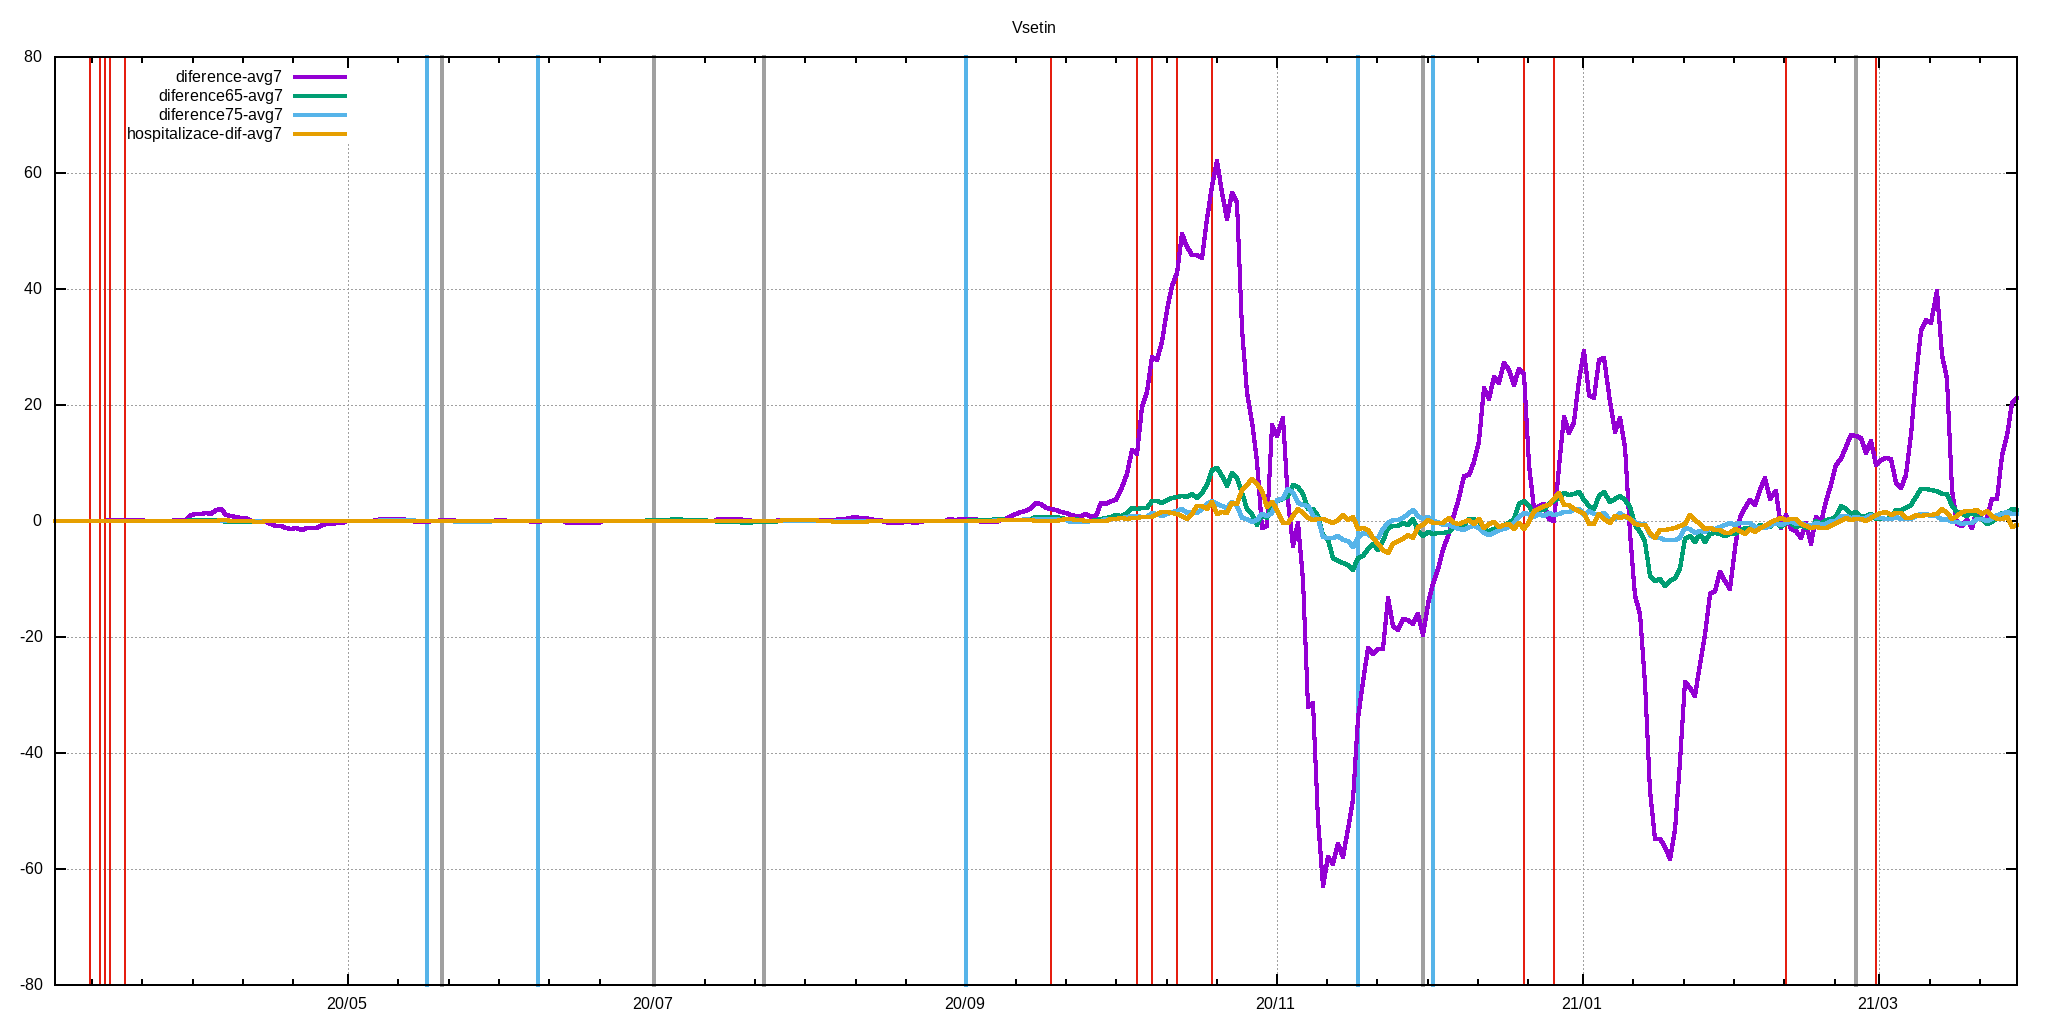 Vsetin
80
diference-avg7
diference65-avg7
diference75-avg7
hospitalizace-dif-avg7
60
40
20
0
-20
-40
-60
-80
20/05 20/07 20/09 20/11 21/01 21/03